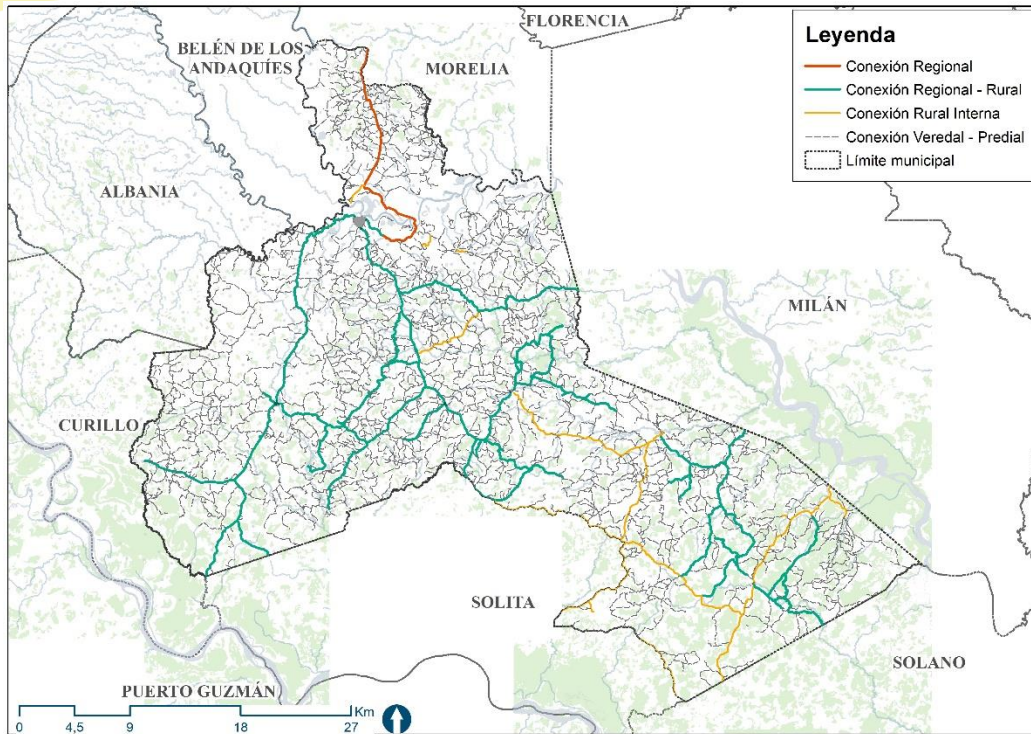 FLORENCIA
BELÉN DE LOS
ANDAQUÍES
MORELIA
ALBANIA
MILÁN
CURILLO
SOLITA
SOLANO
PUERTO GUZMÁN
Leyenda
Conexión Regional
Conexión Regional - Rural
Conexión Rural Interna
Conexión Veredal - Predial
Límite municipal
Km
0 4,5 9 18 27